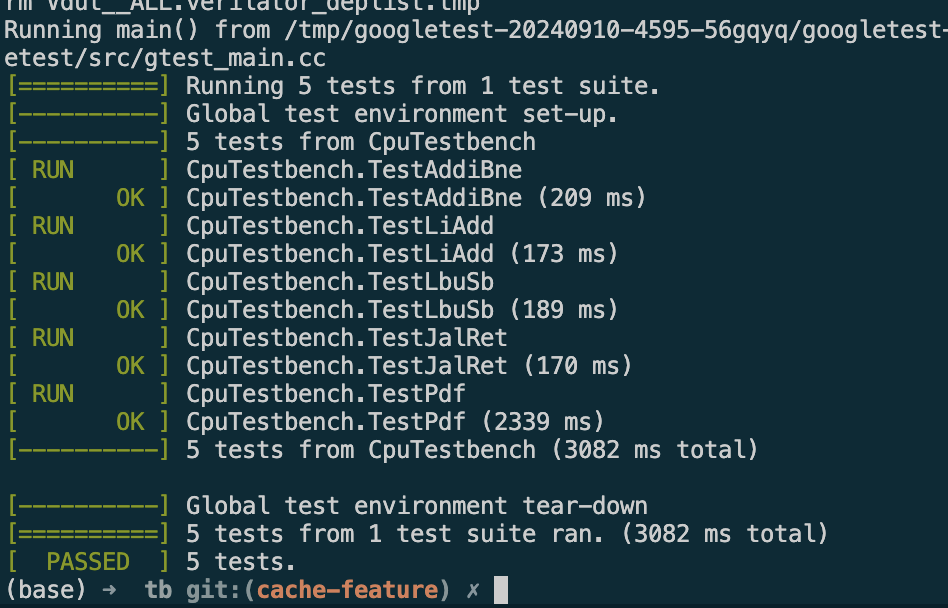 rm Vdut__ALL.verilator_deplist.tmp
Running main() from /tmp/googletest-20240910-4595-56gqyq/googletest-
etest/src/gtest_main.cc
[==========] Running 5 tests from 1 test suite.
[----------] Global test environment set-up.
[----------] 5 tests from CpuTestbench
[ RUN      ] CpuTestbench.TestAddiBne
[       OK ] CpuTestbench.TestAddiBne (209 ms)
[ RUN      ] CpuTestbench.TestLiAdd
[       OK ] CpuTestbench.TestLiAdd (173 ms)
[ RUN      ] CpuTestbench.TestLbuSb
[       OK ] CpuTestbench.TestLbuSb (189 ms)
[ RUN      ] CpuTestbench.TestJalRet
[       OK ] CpuTestbench.TestJalRet (170 ms)
[ RUN      ] CpuTestbench.TestPdf
[       OK ] CpuTestbench.TestPdf (2339 ms)
[----------] 5 tests from CpuTestbench (3082 ms total)
[----------] Global test environment tear-down
[==========] 5 tests from 1 test suite ran. (3082 ms total)
[  PASSED  ] 5 tests.
(base) ➜  tb git:(cache-feature) ✗